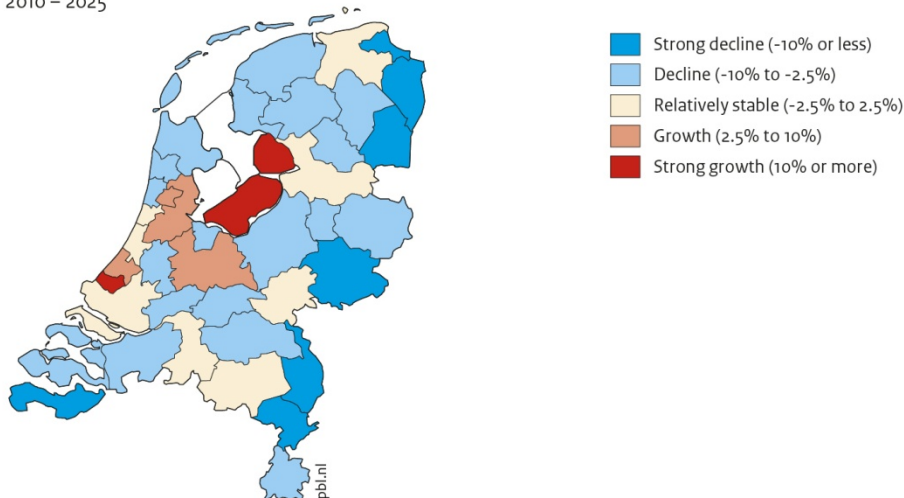 2010 – 2025
Strong decline (-10% or less)
Decline (-10% to -2.5%)
Relatively stable (-2.5% to 2.5%)
Growth (2.5% to 10%)
Strong growth (10% or more)
pbl.nl